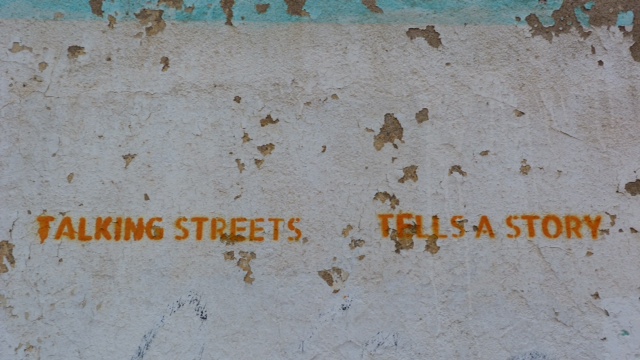 TALKING STREETS TELLS A STORY